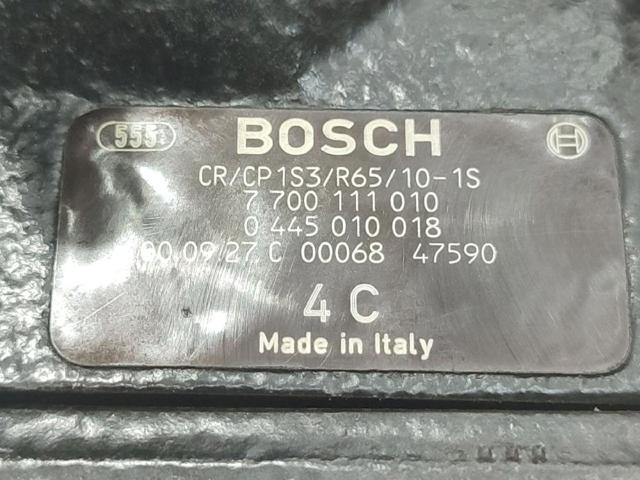 555 BOSCH
CR/CP1S3/R65/10-1S
7 700 111 010
0 445 010 018
00.09.27.C 00068 47590
4 C
Made in Italy